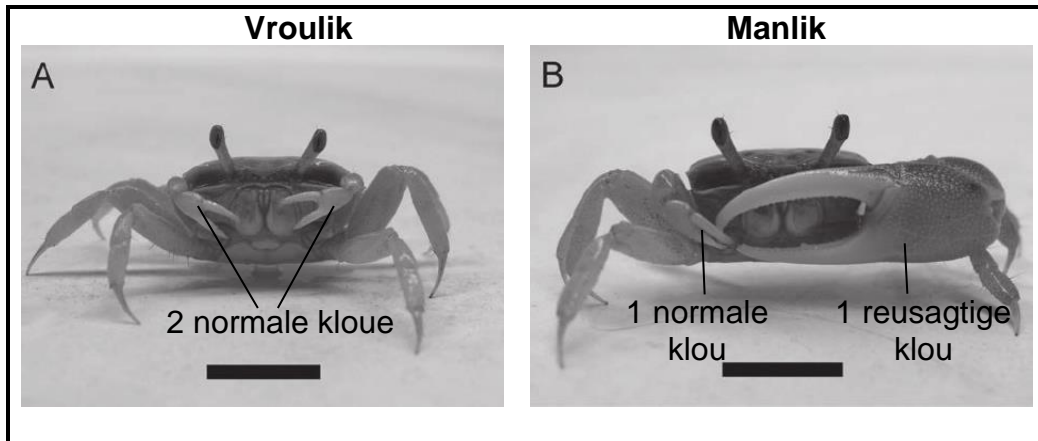 Vroulik
Manlik
A
B
2 normale kloue
1 normale
klou
1 reusagtige
klou